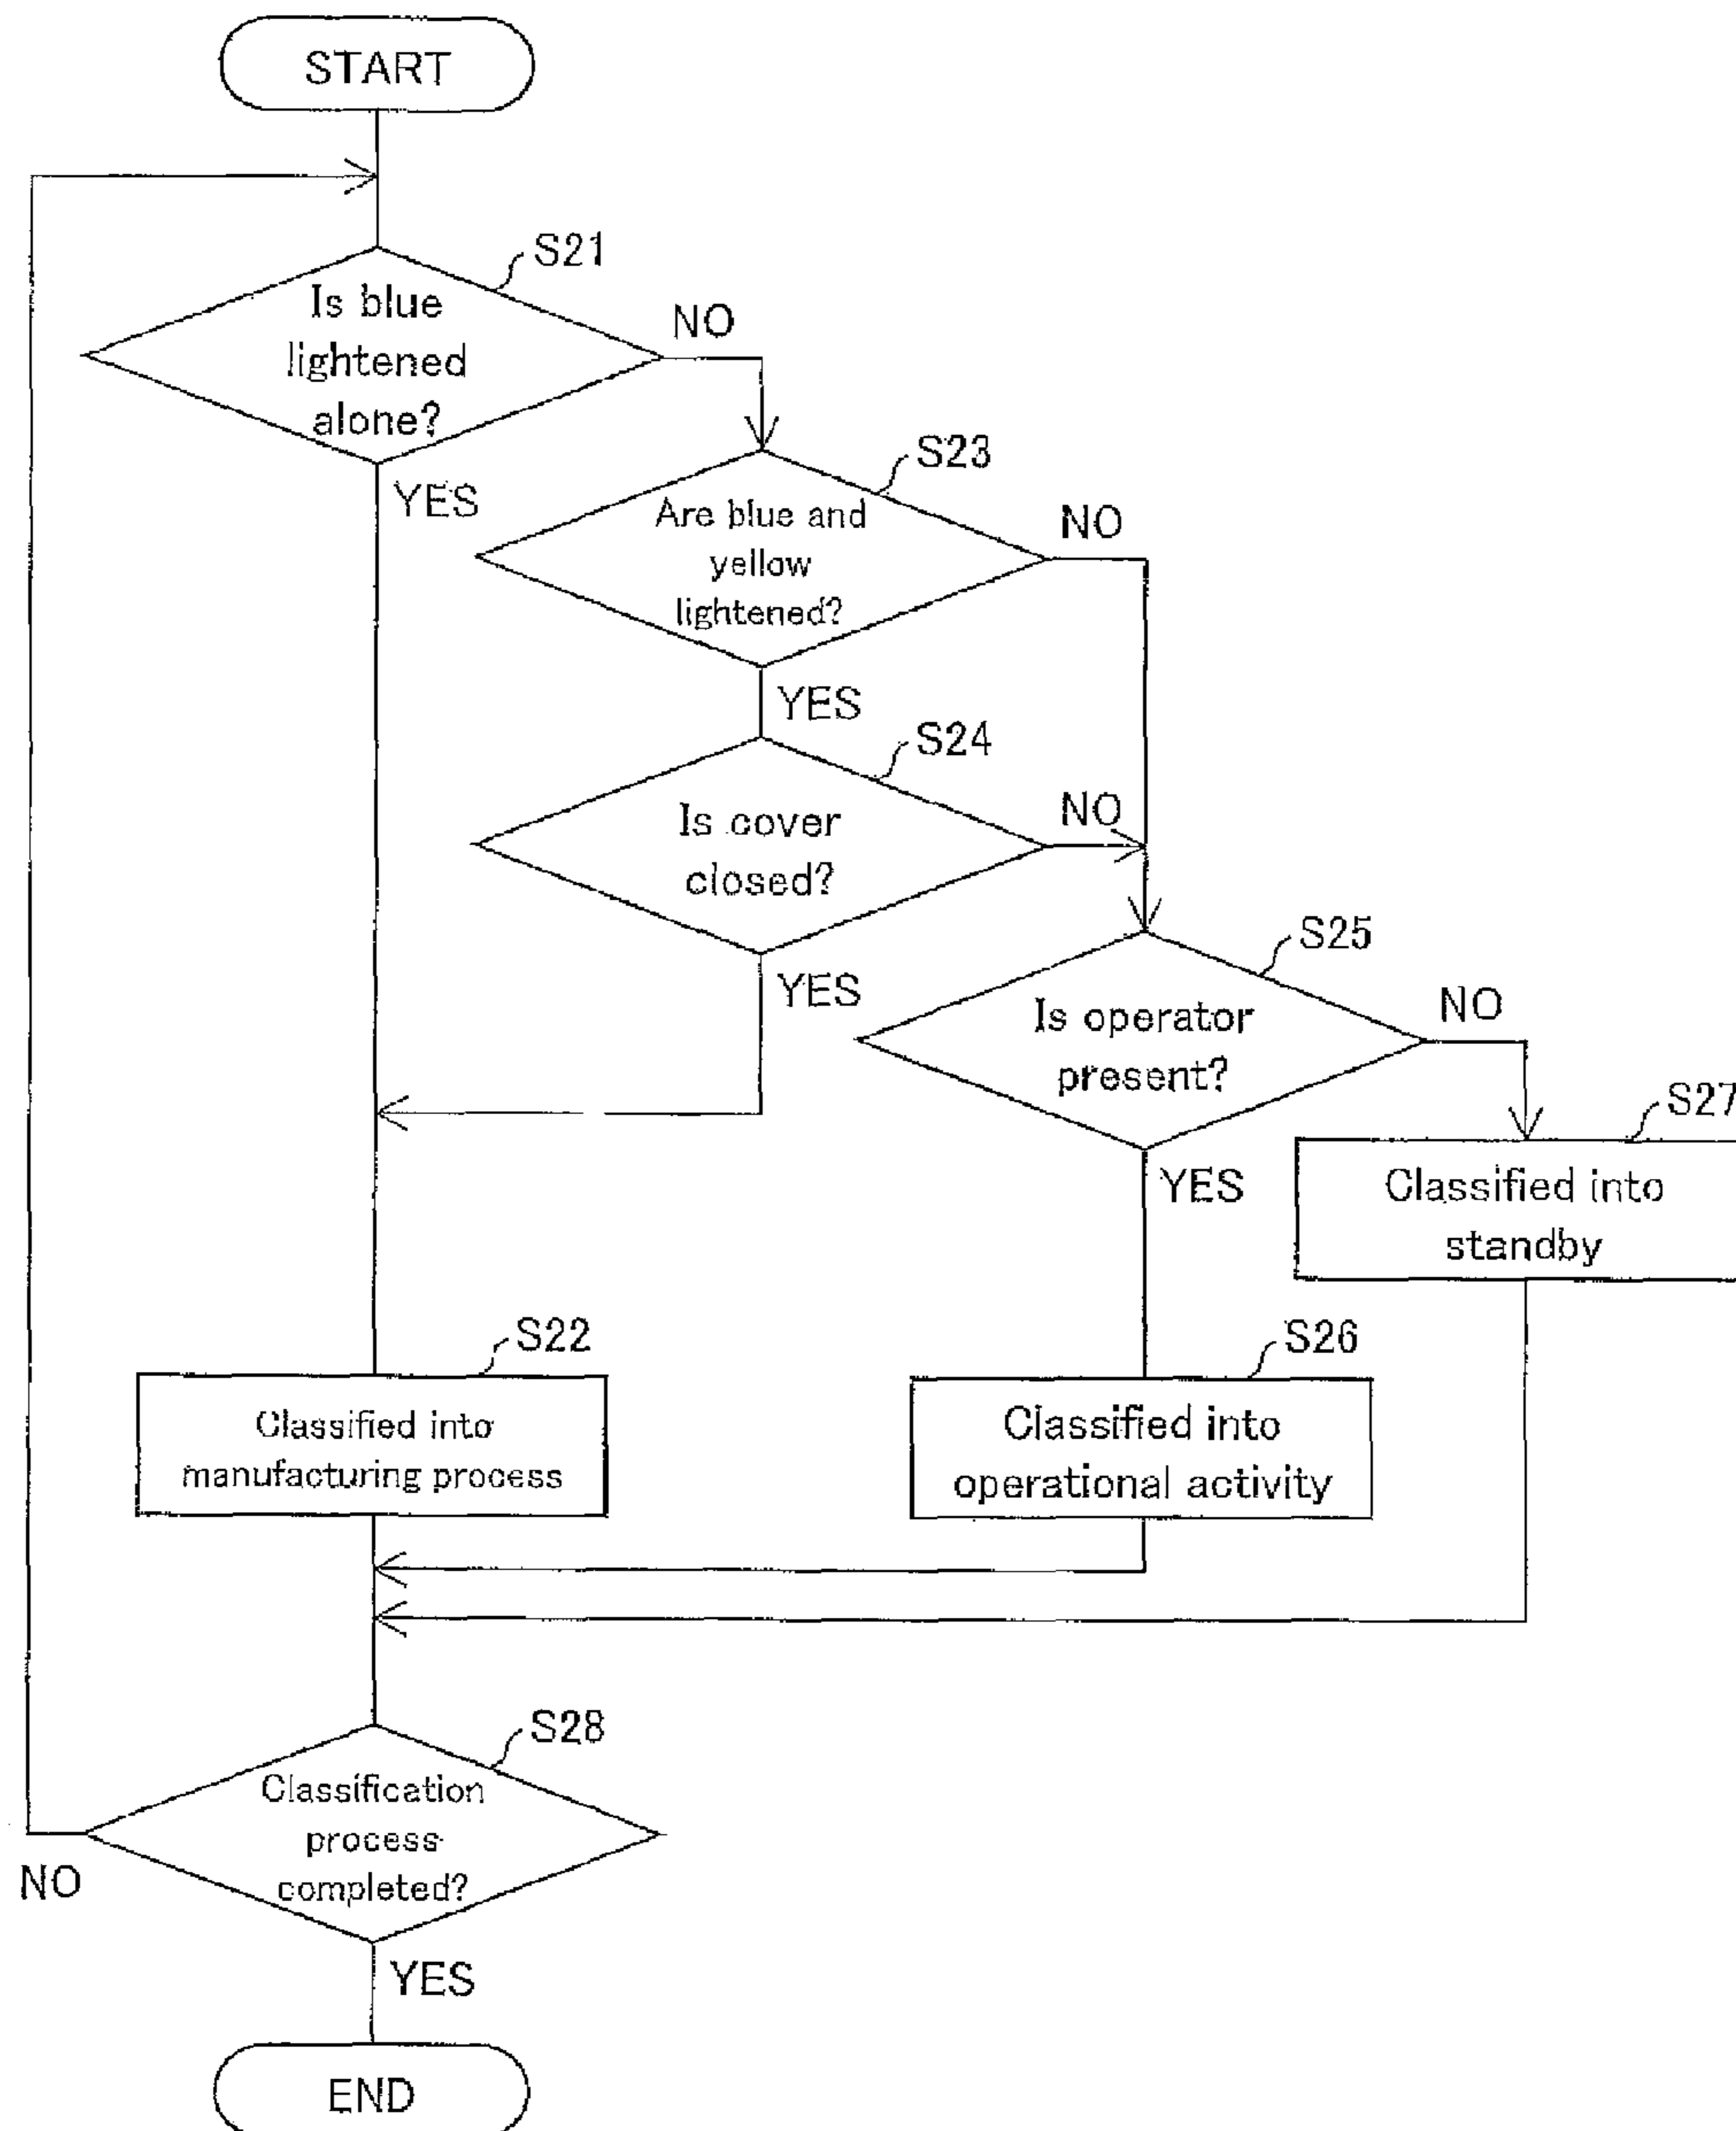 START
S21
Is blue
lightened
alone?
NO
YES
S23
Are blue and
yellow
lightened?
NO
YES
S24
Is cover
closed?
NO
YES
S25
Is operator
present?
NO
YES
S27
Classified into
standby
S22
Classified into
manufacturing process
S26
Classified into
operational activity
S28
Classification
process
completed?
NO
YES
END